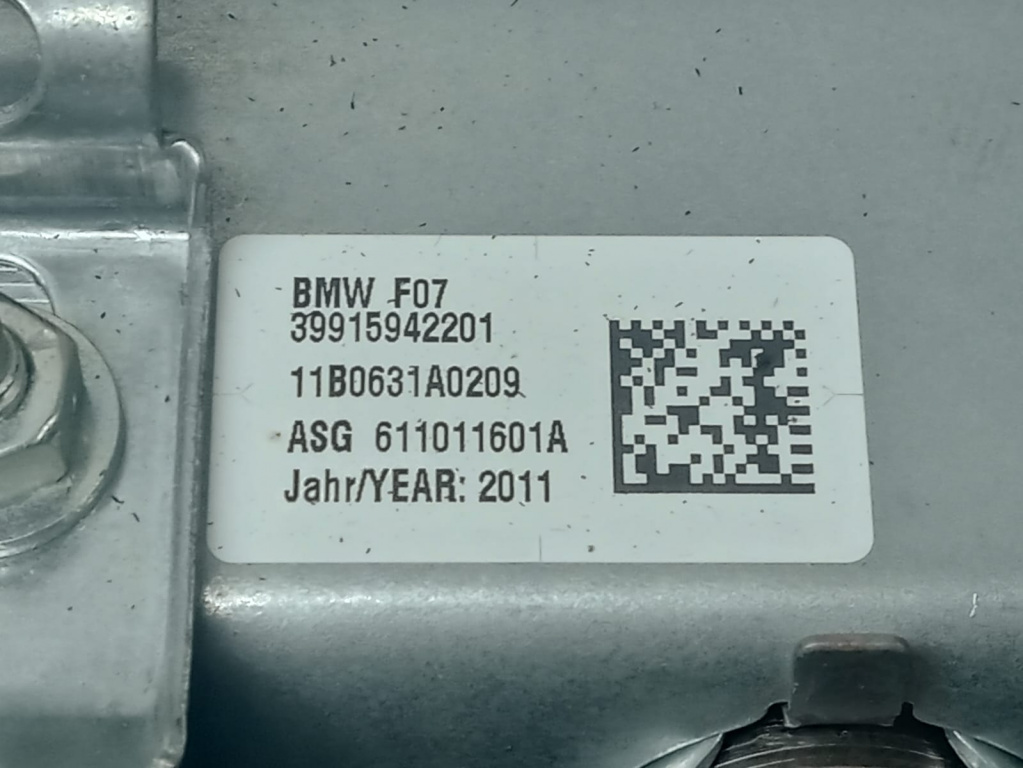 BMW F07
39915942201
11B0631A0209
ASG 611011601A
Jahr/YEAR: 2011